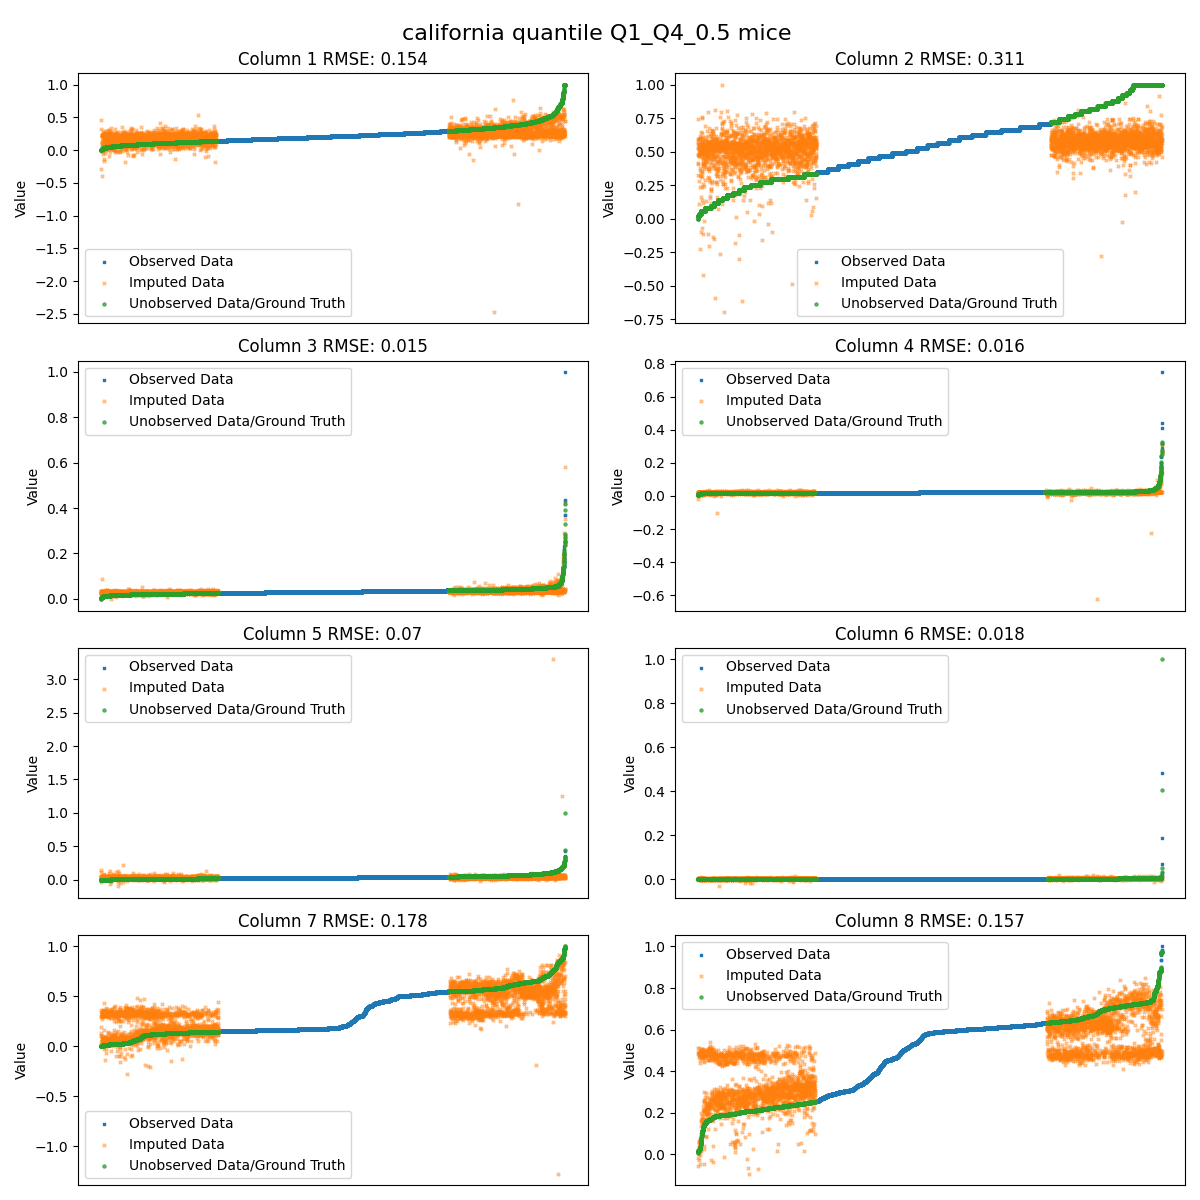 california quantile Q1_Q4_0.5 mice
Column 1 RMSE: 0.154
Value
1.0
0.5
0.0
−0.5
−1.0
−1.5
−2.0
−2.5
Observed Data
Imputed Data
Unobserved Data/Ground Truth
Column 2 RMSE: 0.311
Value
1.00
0.75
0.50
0.25
0.00
−0.25
−0.50
−0.75
Observed Data
Imputed Data
Unobserved Data/Ground Truth
Column 3 RMSE: 0.015
Value
1.0
0.8
0.6
0.4
0.2
0.0
Observed Data
Imputed Data
Unobserved Data/Ground Truth
Column 4 RMSE: 0.016
Value
0.8
0.6
0.4
0.2
0.0
−0.2
−0.4
−0.6
Observed Data
Imputed Data
Unobserved Data/Ground Truth
Column 5 RMSE: 0.07
Value
3.0
2.5
2.0
1.5
1.0
0.5
0.0
Observed Data
Imputed Data
Unobserved Data/Ground Truth
Column 6 RMSE: 0.018
Value
1.0
0.8
0.6
0.4
0.2
0.0
Observed Data
Imputed Data
Unobserved Data/Ground Truth
Column 7 RMSE: 0.178
Value
1.0
0.5
0.0
−0.5
−1.0
Observed Data
Imputed Data
Unobserved Data/Ground Truth
Column 8 RMSE: 0.157
Value
1.0
0.8
0.6
0.4
0.2
0.0
Observed Data
Imputed Data
Unobserved Data/Ground Truth